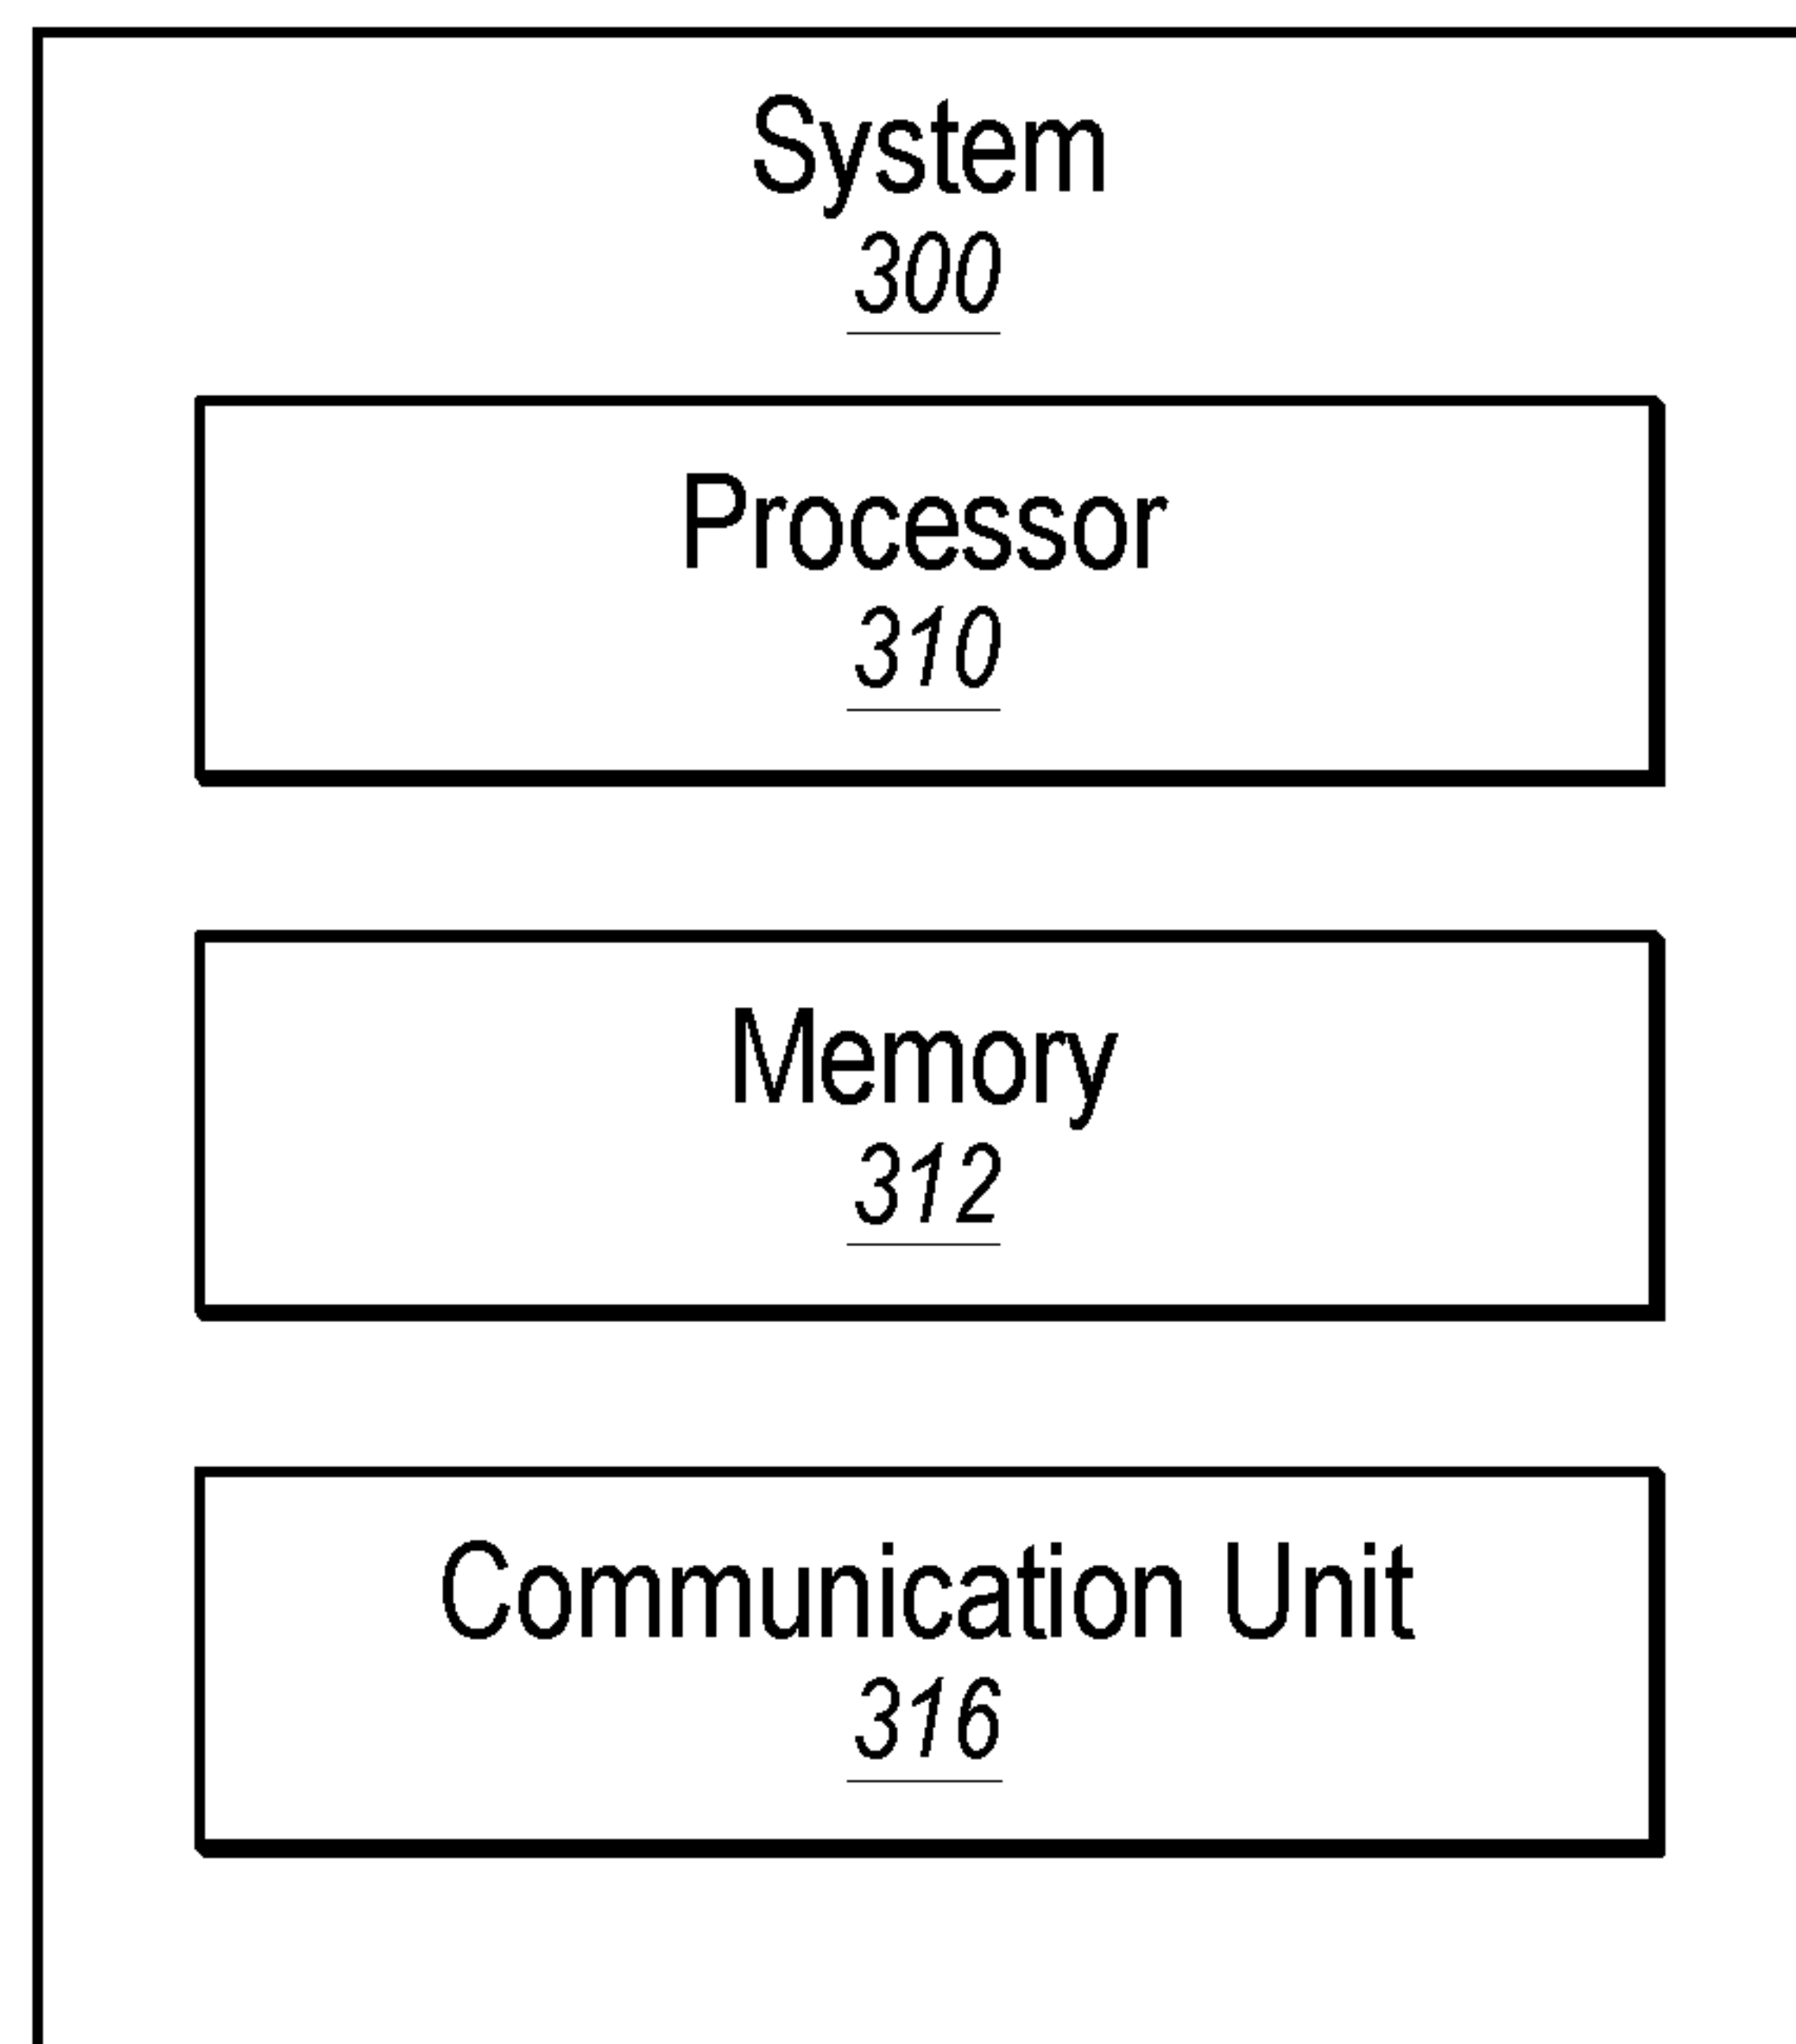 System
300
Processor
310
Memory
312
Communication Unit
316